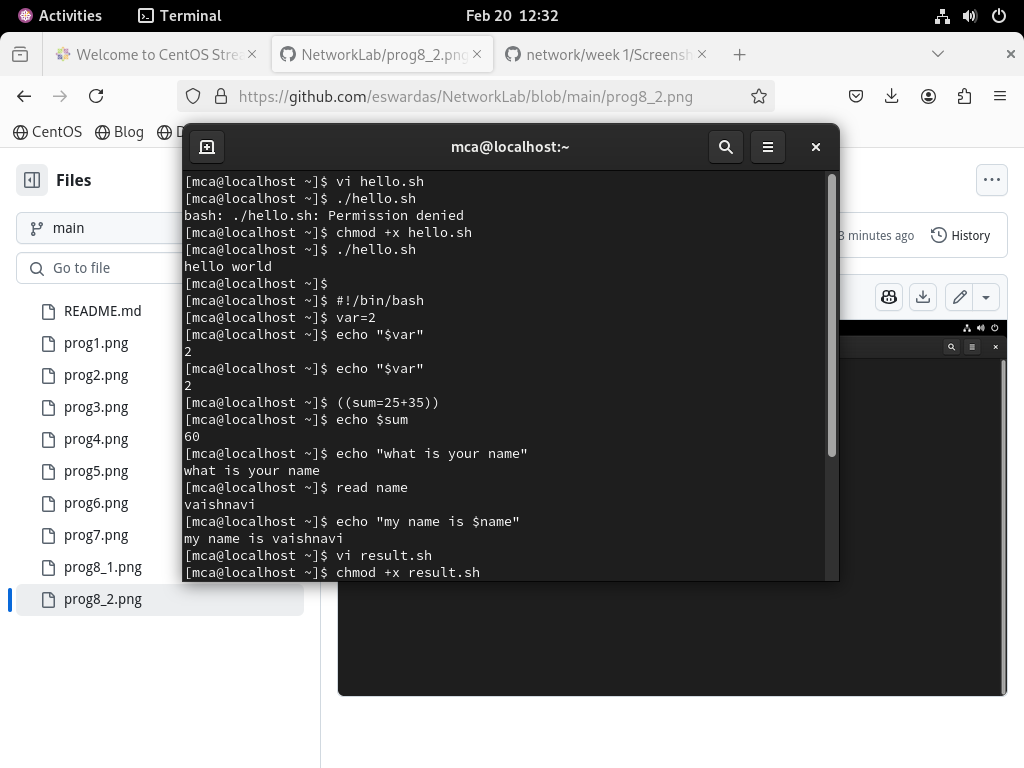 Activities Terminal Feb 20 12:32
Welcome to CentOS Strea NetworkLab/prog8_2.png network/week 1/Screensh
https://github.com/eswardas/NetworkLab/blob/main/prog8_2.png
CentOS Blog D
mca@localhost:~
Files
main
3 minutes ago History
Go to file
README.md
prog1.png
prog2.png
prog3.png
prog4.png
prog5.png
prog6.png
prog7.png
prog8_1.png
prog8_2.png
[mca@localhost ~]$ vi hello.sh
[mca@localhost ~]$ ./hello.sh
bash: ./hello.sh: Permission denied
[mca@localhost ~]$ chmod +x hello.sh
[mca@localhost ~]$ ./hello.sh
hello world
[mca@localhost ~]$
[mca@localhost ~]$ #!/bin/bash
[mca@localhost ~]$ var=2
[mca@localhost ~]$ echo "$var"
2
[mca@localhost ~]$ echo "$var"
2
[mca@localhost ~]$ ((sum=25+35))
[mca@localhost ~]$ echo $sum
60
[mca@localhost ~]$ echo "what is your name"
what is your name
[mca@localhost ~]$ read name
vaishnavi
[mca@localhost ~]$ echo "my name is $name"
my name is vaishnavi
[mca@localhost ~]$ vi result.sh
[mca@localhost ~]$ chmod +x result.sh